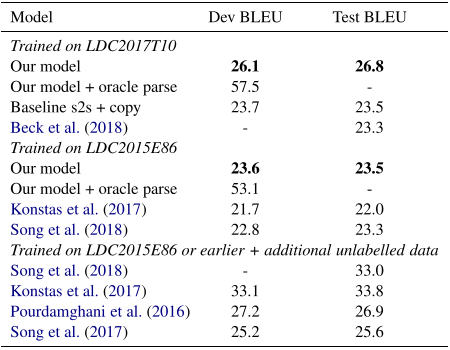 Model Dev BLEU Test BLEU
Trained on LDC2017T10
Our model 26.1 26.8
Our model + oracle parse 57.5 -
Baseline s2s + copy 23.7 23.5
Beck et al. (2018) - 23.3
Trained on LDC2015E86
Our model 23.6 23.5
Our model + oracle parse 53.1 -
Konstas et al. (2017) 21.7 22.0
Song et al. (2018) 22.8 23.3
Trained on LDC2015E86 or earlier + additional unlabelled data
Song et al. (2018) - 33.0
Konstas et al. (2017) 33.1 33.8
Pourdamghani et al. (2016) 27.2 26.9
Song et al. (2017) 25.2 25.6